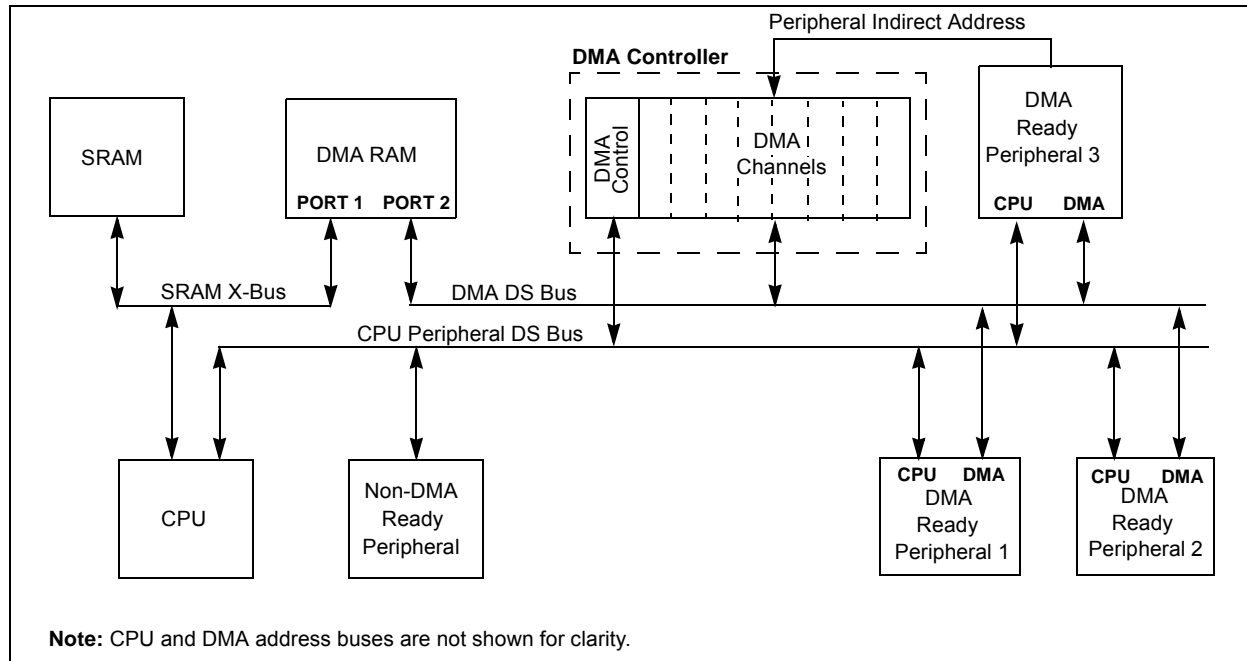 Peripheral Indirect Address
DMA Controller
SRAM
DMA RAM
PORT 1 PORT 2
DMA
Control
DMA
Channels
DMA
Ready
Peripheral 3
CPU DMA
SRAM X-Bus
DMA DS Bus
CPU Peripheral DS Bus
CPU
Non-DMA
Ready
Peripheral
CPU DMA
DMA
Ready
Peripheral 1
CPU DMA
DMA
Ready
Peripheral 2
Note: CPU and DMA address buses are not shown for clarity.